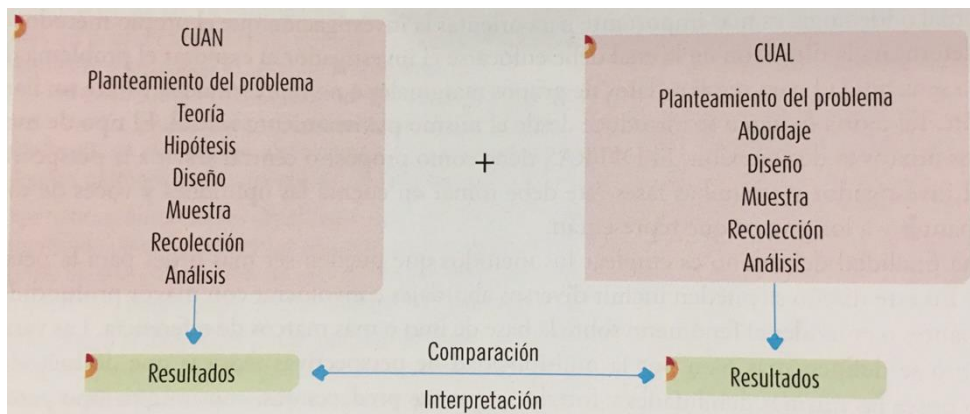 CUAN
Planteamiento del problema
Teoría
Hipótesis
Diseño
Muestra
Recolección
Análisis
+
CUAL
Planteamiento del problema
Abordaje
Diseño
Muestra
Recolección
Análisis
Resultados
Comparación
Interpretación
Resultados